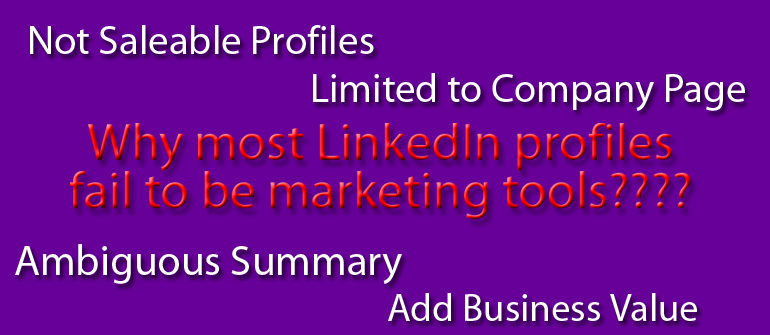 Not Saleable Profiles
Limited to Company Page
Why most LinkedIn profiles
fail to be marketing tools????
Ambiguous Summary
Add Business Value